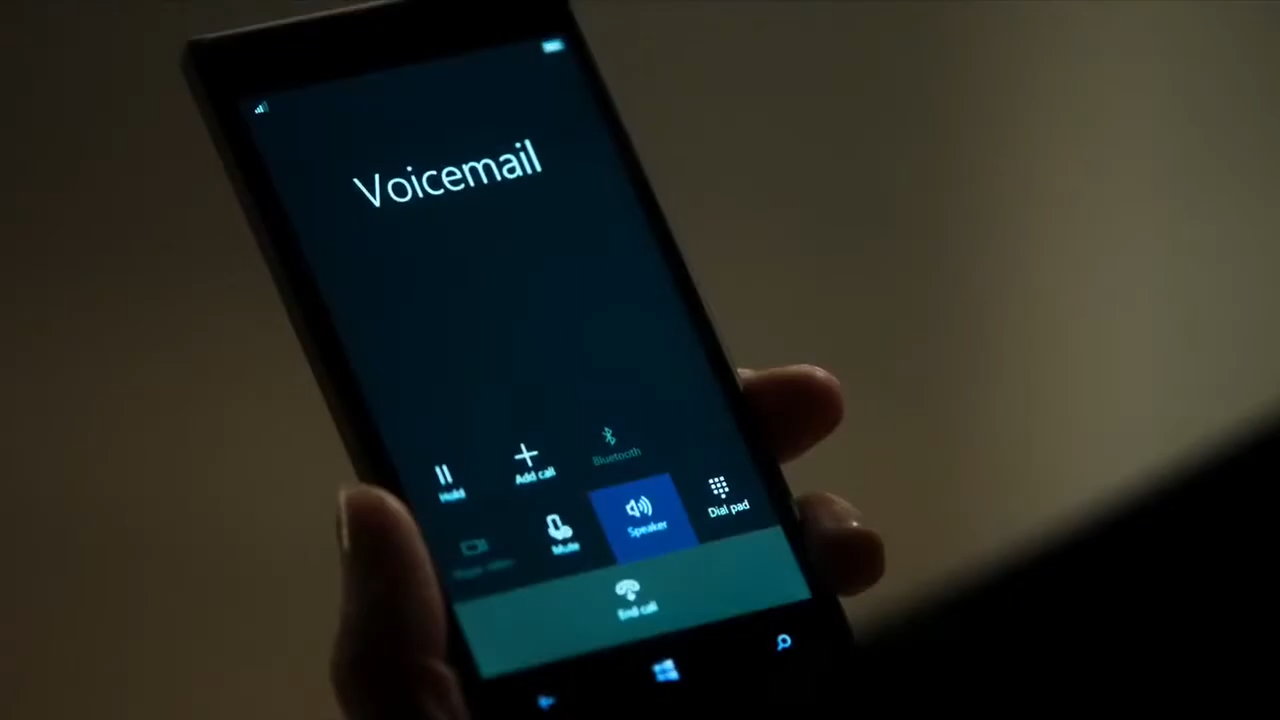 Voicemail
Hold
Add call
Bluetooth
Mute
Speaker
Dial pad
End call